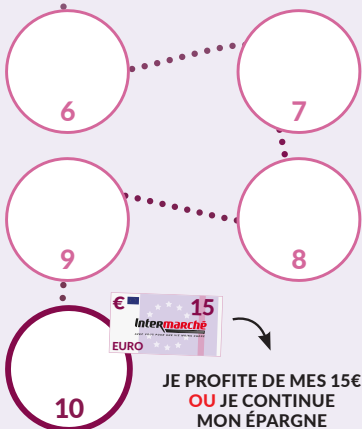 6
7
8
9
€ 15
Intermarché
EURO
10
JE PROFITE DE MES 15€
OU JE CONTINUE
MON ÉPARGNE